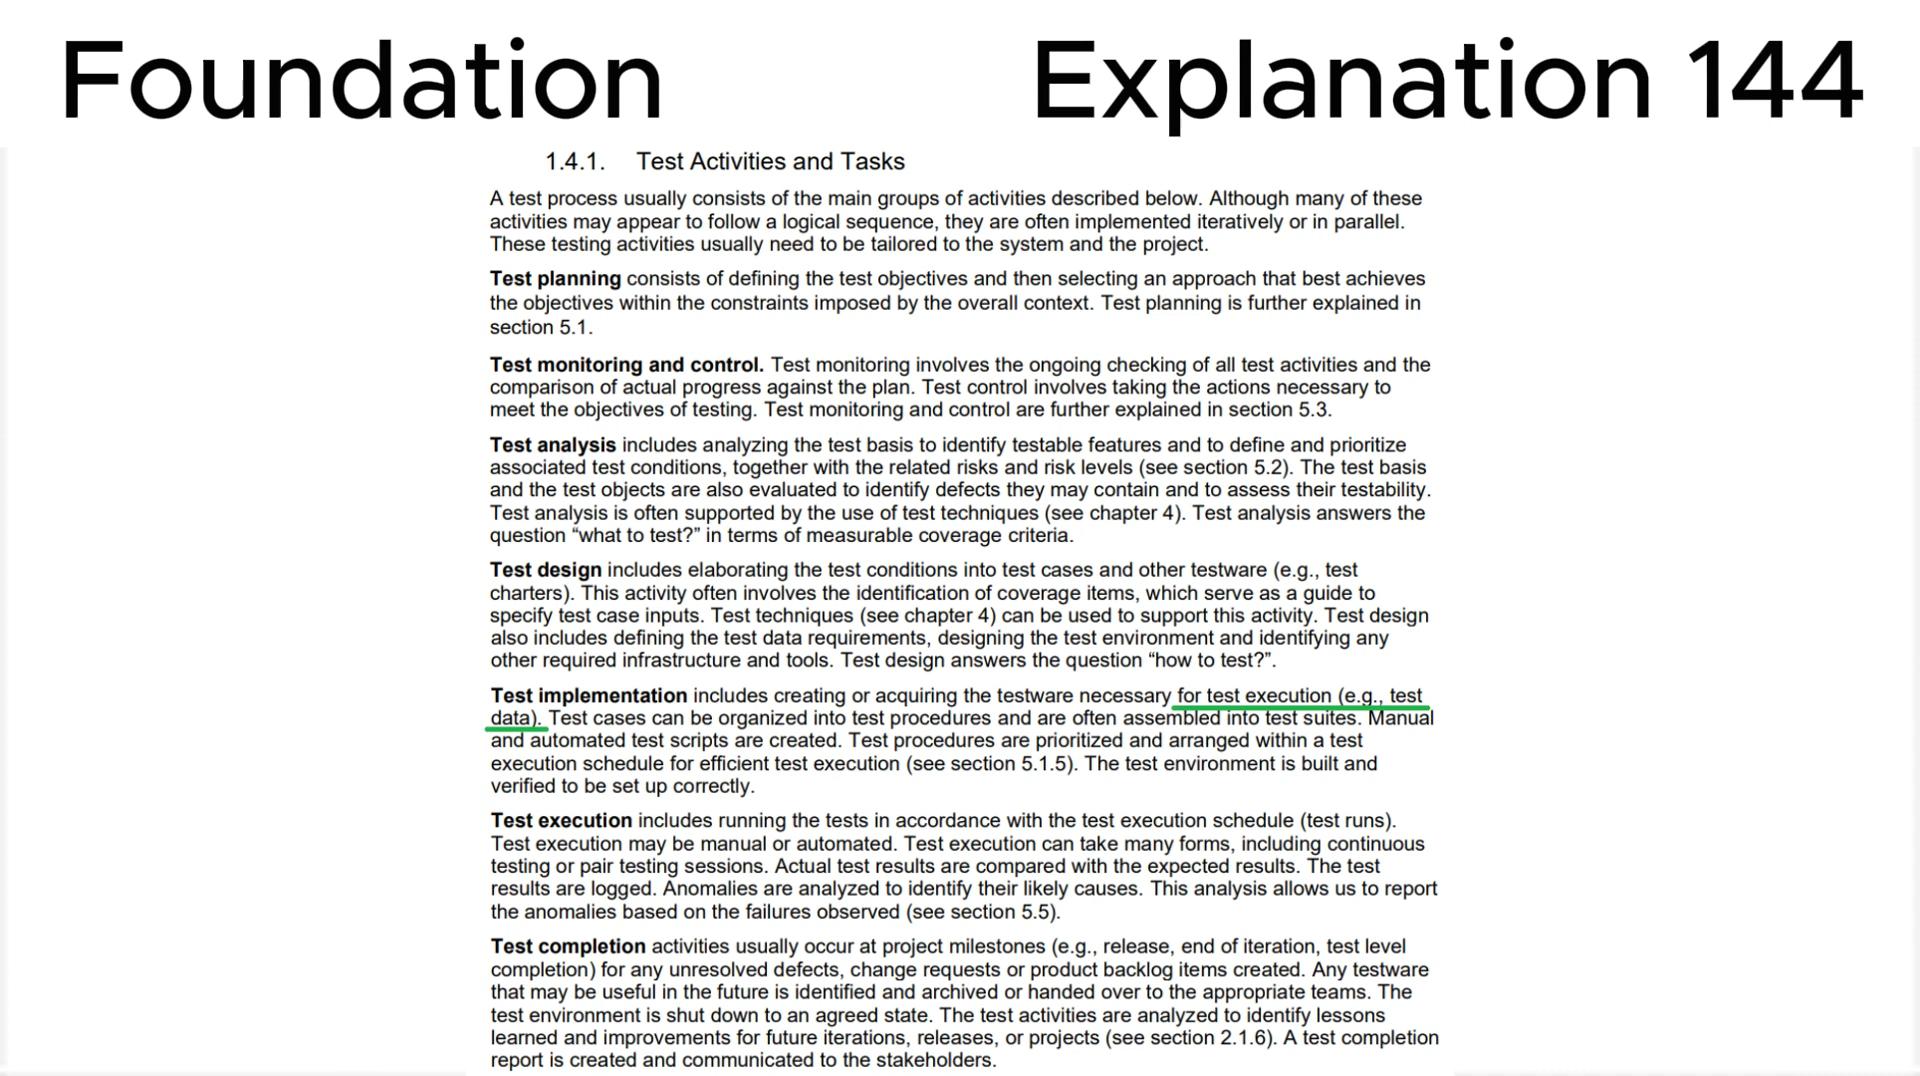 Foundation
Explanation 144
1.4.1. Test Activities and Tasks
A test process usually consists of the main groups of activities described below. Although many of these
activities may appear to follow a logical sequence, they are often implemented iteratively or in parallel.
These testing activities usually need to be tailored to the system and the project.
Test planning consists of defining the test objectives and then selecting an approach that best achieves
the objectives within the constraints imposed by the overall context. Test planning is further explained in
section 5.1.
Test monitoring and control. Test monitoring involves the ongoing checking of all test activities and the
comparison of actual progress against the plan. Test control involves taking the actions necessary to
meet the objectives of testing. Test monitoring and control are further explained in section 5.3.
Test analysis includes analyzing the test basis to identify testable features and to define and prioritize
associated test conditions, together with the related risks and risk levels (see section 5.2). The test basis
and the test objects are also evaluated to identify defects they may contain and to assess their testability.
Test analysis is often supported by the use of test techniques (see chapter 4). Test analysis answers the
question “what to test?” in terms of measurable coverage criteria.
Test design includes elaborating the test conditions into test cases and other testware (e.g., test
charters). This activity often involves the identification of coverage items, which serve as a guide to
specify test case inputs. Test techniques (see chapter 4) can be used to support this activity. Test design
also includes defining the test data requirements, designing the test environment and identifying any
other required infrastructure and tools. Test design answers the question “how to test?”.
Test implementation includes creating or acquiring the testware necessary for test execution (e.g., test
data). Test cases can be organized into test procedures and are often assembled into test suites. Manual
and automated test scripts are created. Test procedures are prioritized and arranged within a test
execution schedule for efficient test execution (see section 5.1.5). The test environment is built and
verified to be set up correctly.
Test execution includes running the tests in accordance with the test execution schedule (test runs).
Test execution may be manual or automated. Test execution can take many forms, including continuous
testing or pair testing sessions. Actual test results are compared with the expected results. The test
results are logged. Anomalies are analyzed to identify their likely causes. This analysis allows us to report
the anomalies based on the failures observed (see section 5.5).
Test completion activities usually occur at project milestones (e.g., release, end of iteration, test level
completion) for any unresolved defects, change requests or product backlog items created. Any testware
that may be useful in the future is identified and archived or handed over to the appropriate teams. The
test environment is shut down to an agreed state. The test activities are analyzed to identify lessons
learned and improvements for future iterations, releases, or projects (see section 2.1.6). A test completion
report is created and communicated to the stakeholders.